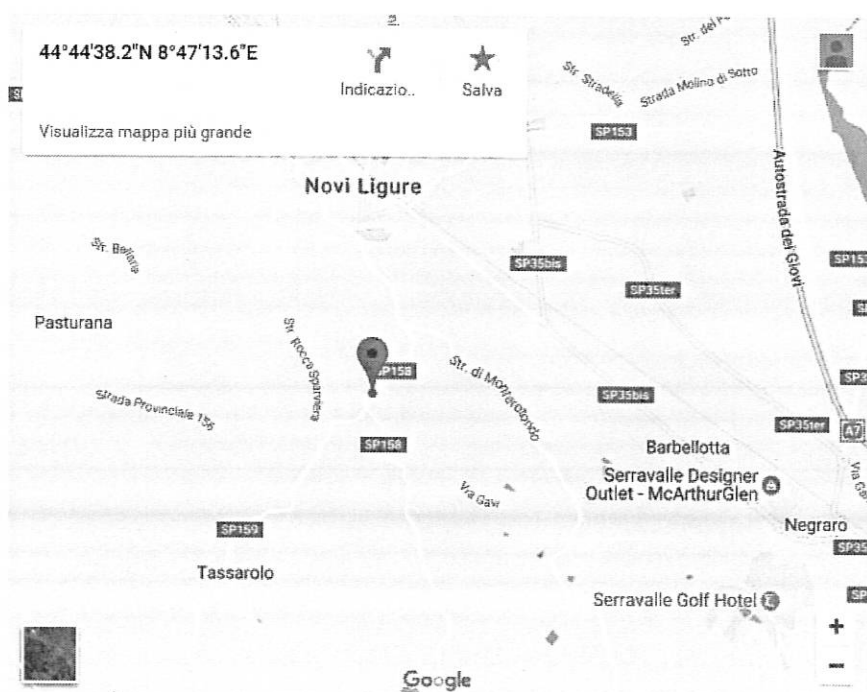 44°44'38.2"N 8°47'13.6"E
Indicazio..
Salva
Visualizza mappa più grande
Str. Stradella
Strada Molino di Sotto
SP153
Autostrada dei Giovi
Novi Ligure
Str. Bellaria
SP35bis
SP153
SP35ter
Pasturana
Str. Rocca Sparviera
SP158
Str. di Monterotondo
Strada Provinciale 156
SP35bis
SP35ter
A7
SP158
Barbellotta
Serravalle Designer
Outlet - McArthurGlen
Via Gavi
Negraro
SP159
Tassarolo
Serravalle Golf Hotel
+
−
Google